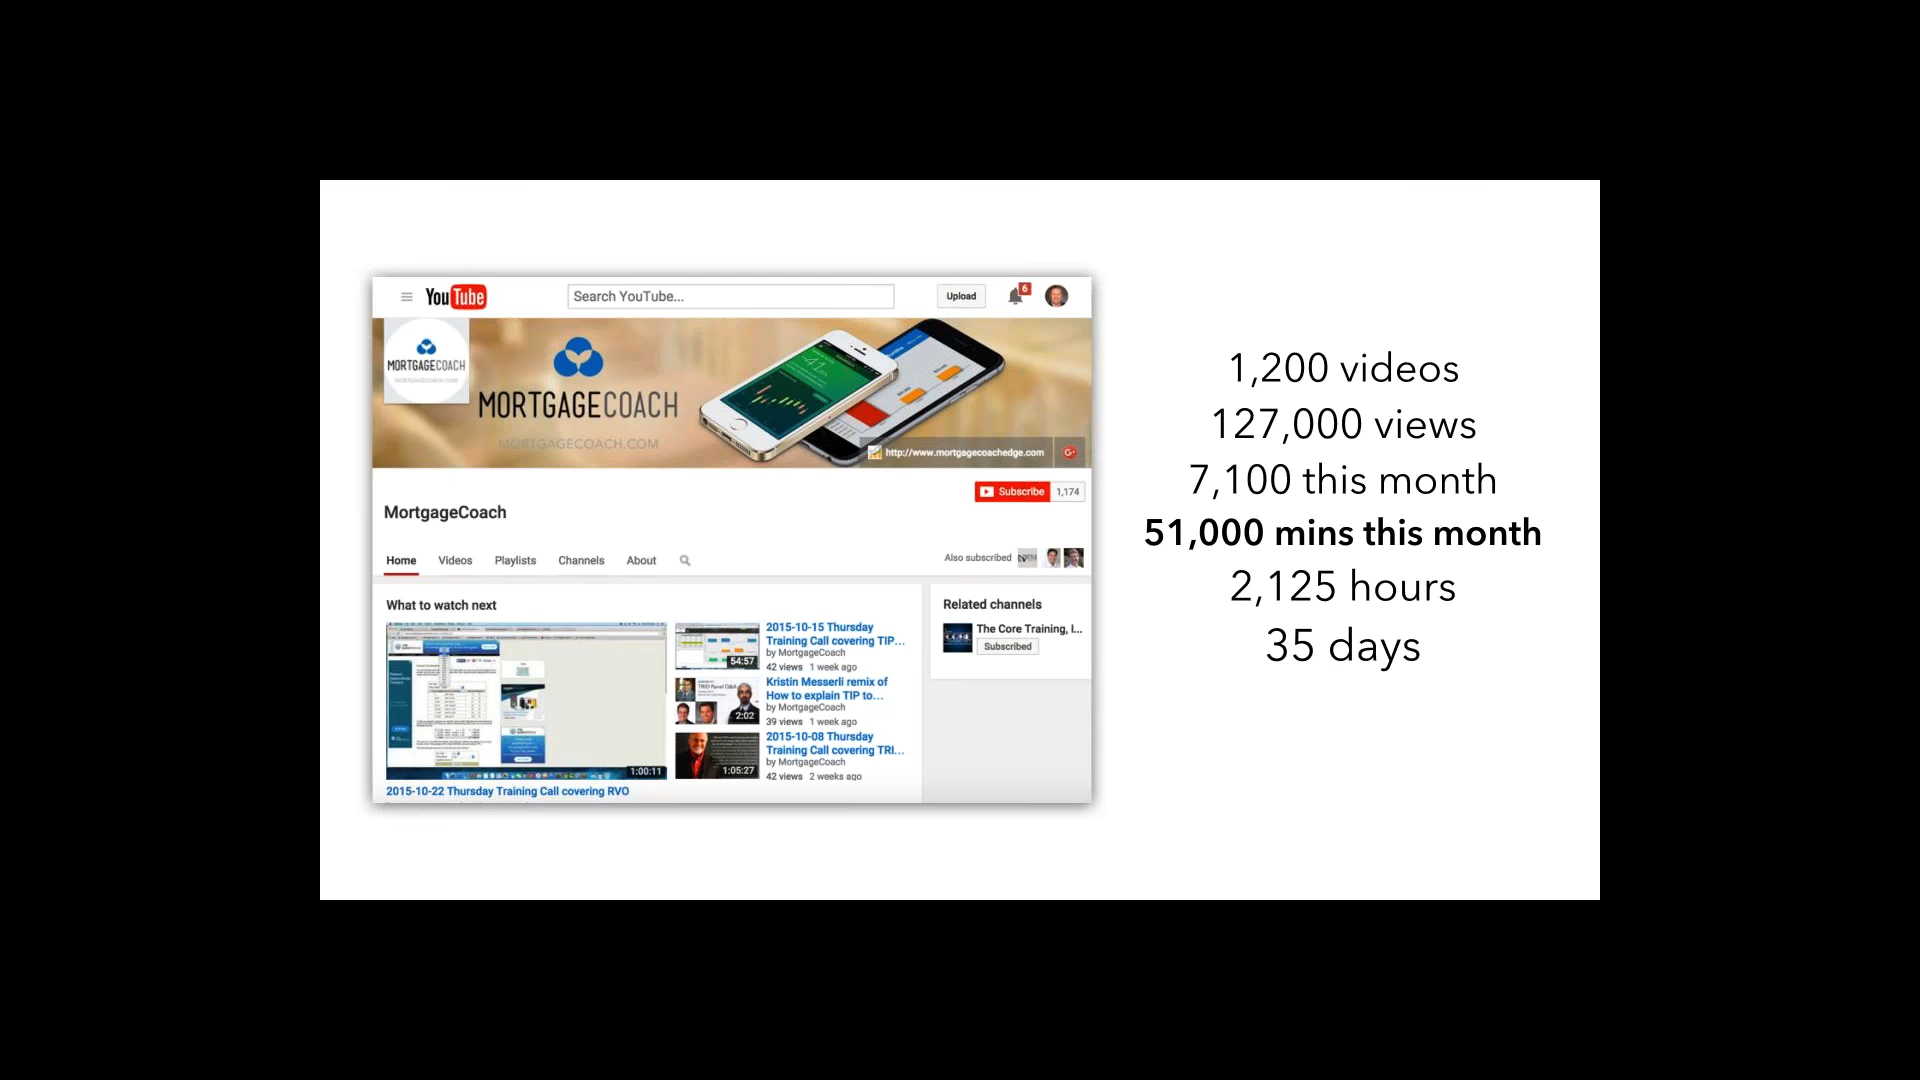 YouTube
Search YouTube...
Upload
6
MORTGAGECOACH
MORTGAGECOACH.COM
MORTGAGECOACH
MORTGAGECOACH.COM
http://www.mortgagecoachedge.com
G+
Subscribe 1,174
MortgageCoach
Home Videos Playlists Channels About
Also subscribed
What to watch next
1:00:11
2015-10-22 Thursday Training Call covering RVO
54:57
2015-10-15 Thursday
Training Call covering TIP...
by MortgageCoach
42 views 1 week ago
2:02
Kristin Messerli remix of
How to explain TIP to...
by MortgageCoach
39 views 1 week ago
1:05:27
2015-10-08 Thursday
Training Call covering TRI...
by MortgageCoach
42 views 2 weeks ago
Related channels
The Core Training, I...
Subscribed
1,200 videos
127,000 views
7,100 this month
51,000 mins this month
2,125 hours
35 days